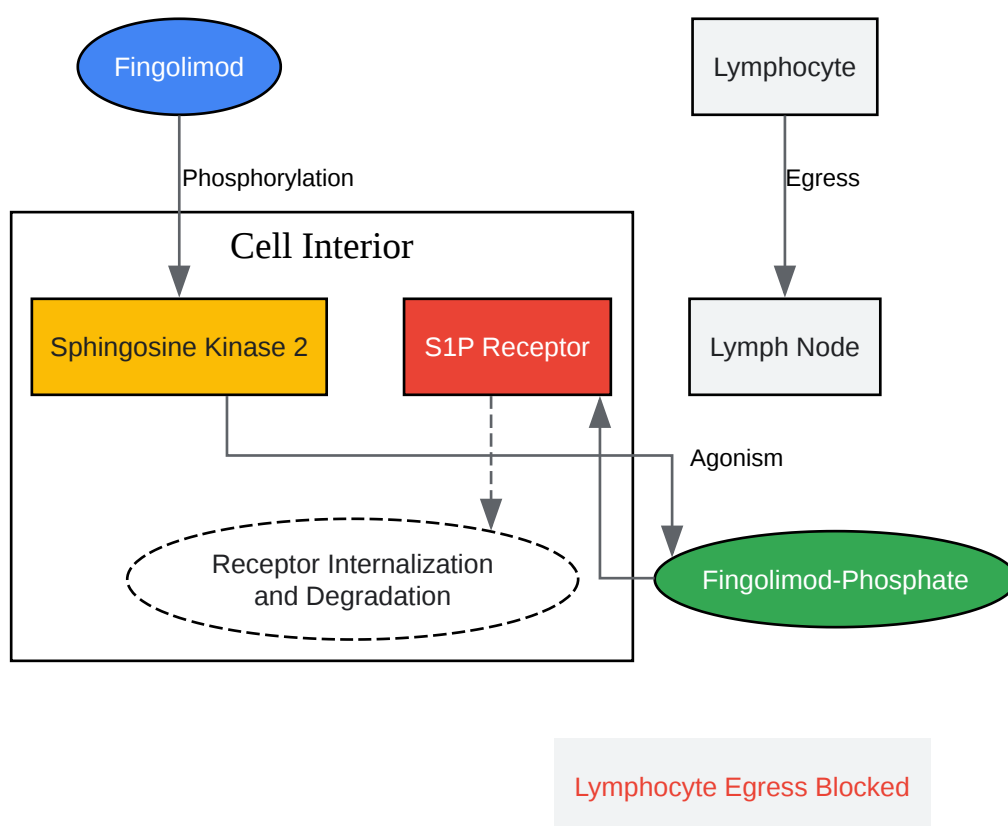 Fingolimod
Lymphocyte
Phosphorylation
Egress
Cell Interior
Sphingosine Kinase 2
S1P Receptor
Lymph Node
Agonism
Receptor Internalization
and Degradation
Fingolimod-Phosphate
Lymphocyte Egress Blocked